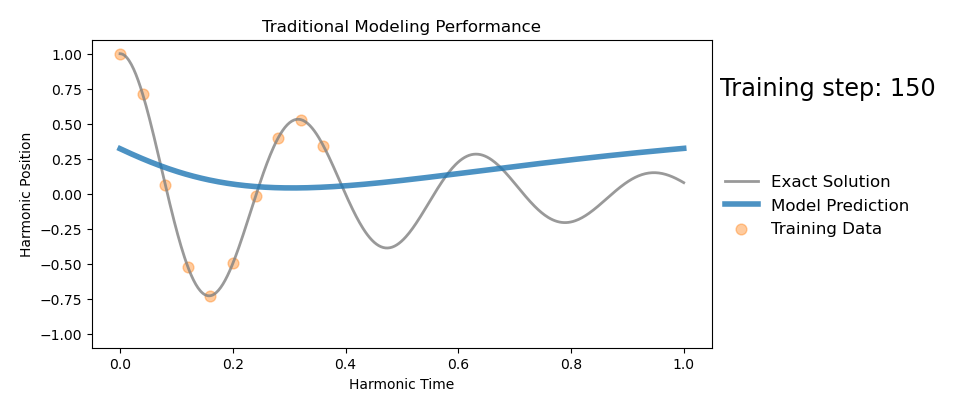 Traditional Modeling Performance
Training step: 150
Harmonic Position
1.00
0.75
0.50
0.25
0.00
−0.25
−0.50
−0.75
−1.00
0.0
0.2
0.4
0.6
0.8
1.0
Harmonic Time
Exact Solution
Model Prediction
Training Data